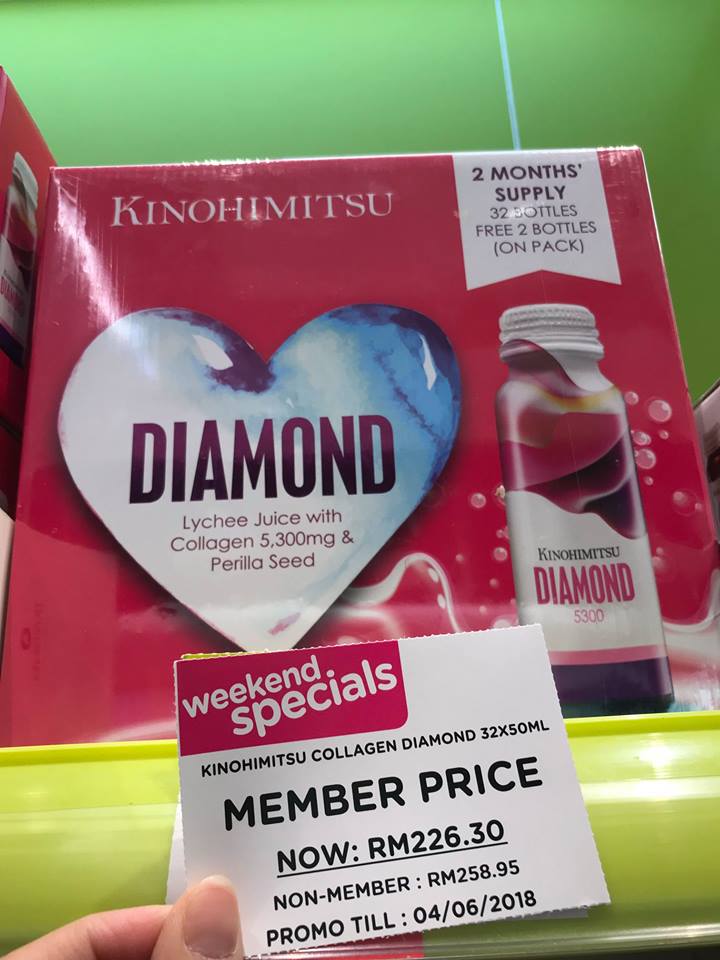 KINOHIMITSU
2 MONTHS'
SUPPLY
32 BOTTLES
FREE 2 BOTTLES
(ON PACK)
DIAMOND
Lychee Juice with
Collagen 5,300mg &
Perilla Seed
KINOHIMITSU
DIAMOND
5300
weekend
specials
KINOHIMITSU COLLAGEN DIAMOND 32X50ML
MEMBER PRICE
NOW: RM226.30
NON-MEMBER : RM258.95
PROMO TILL : 04/06/2018